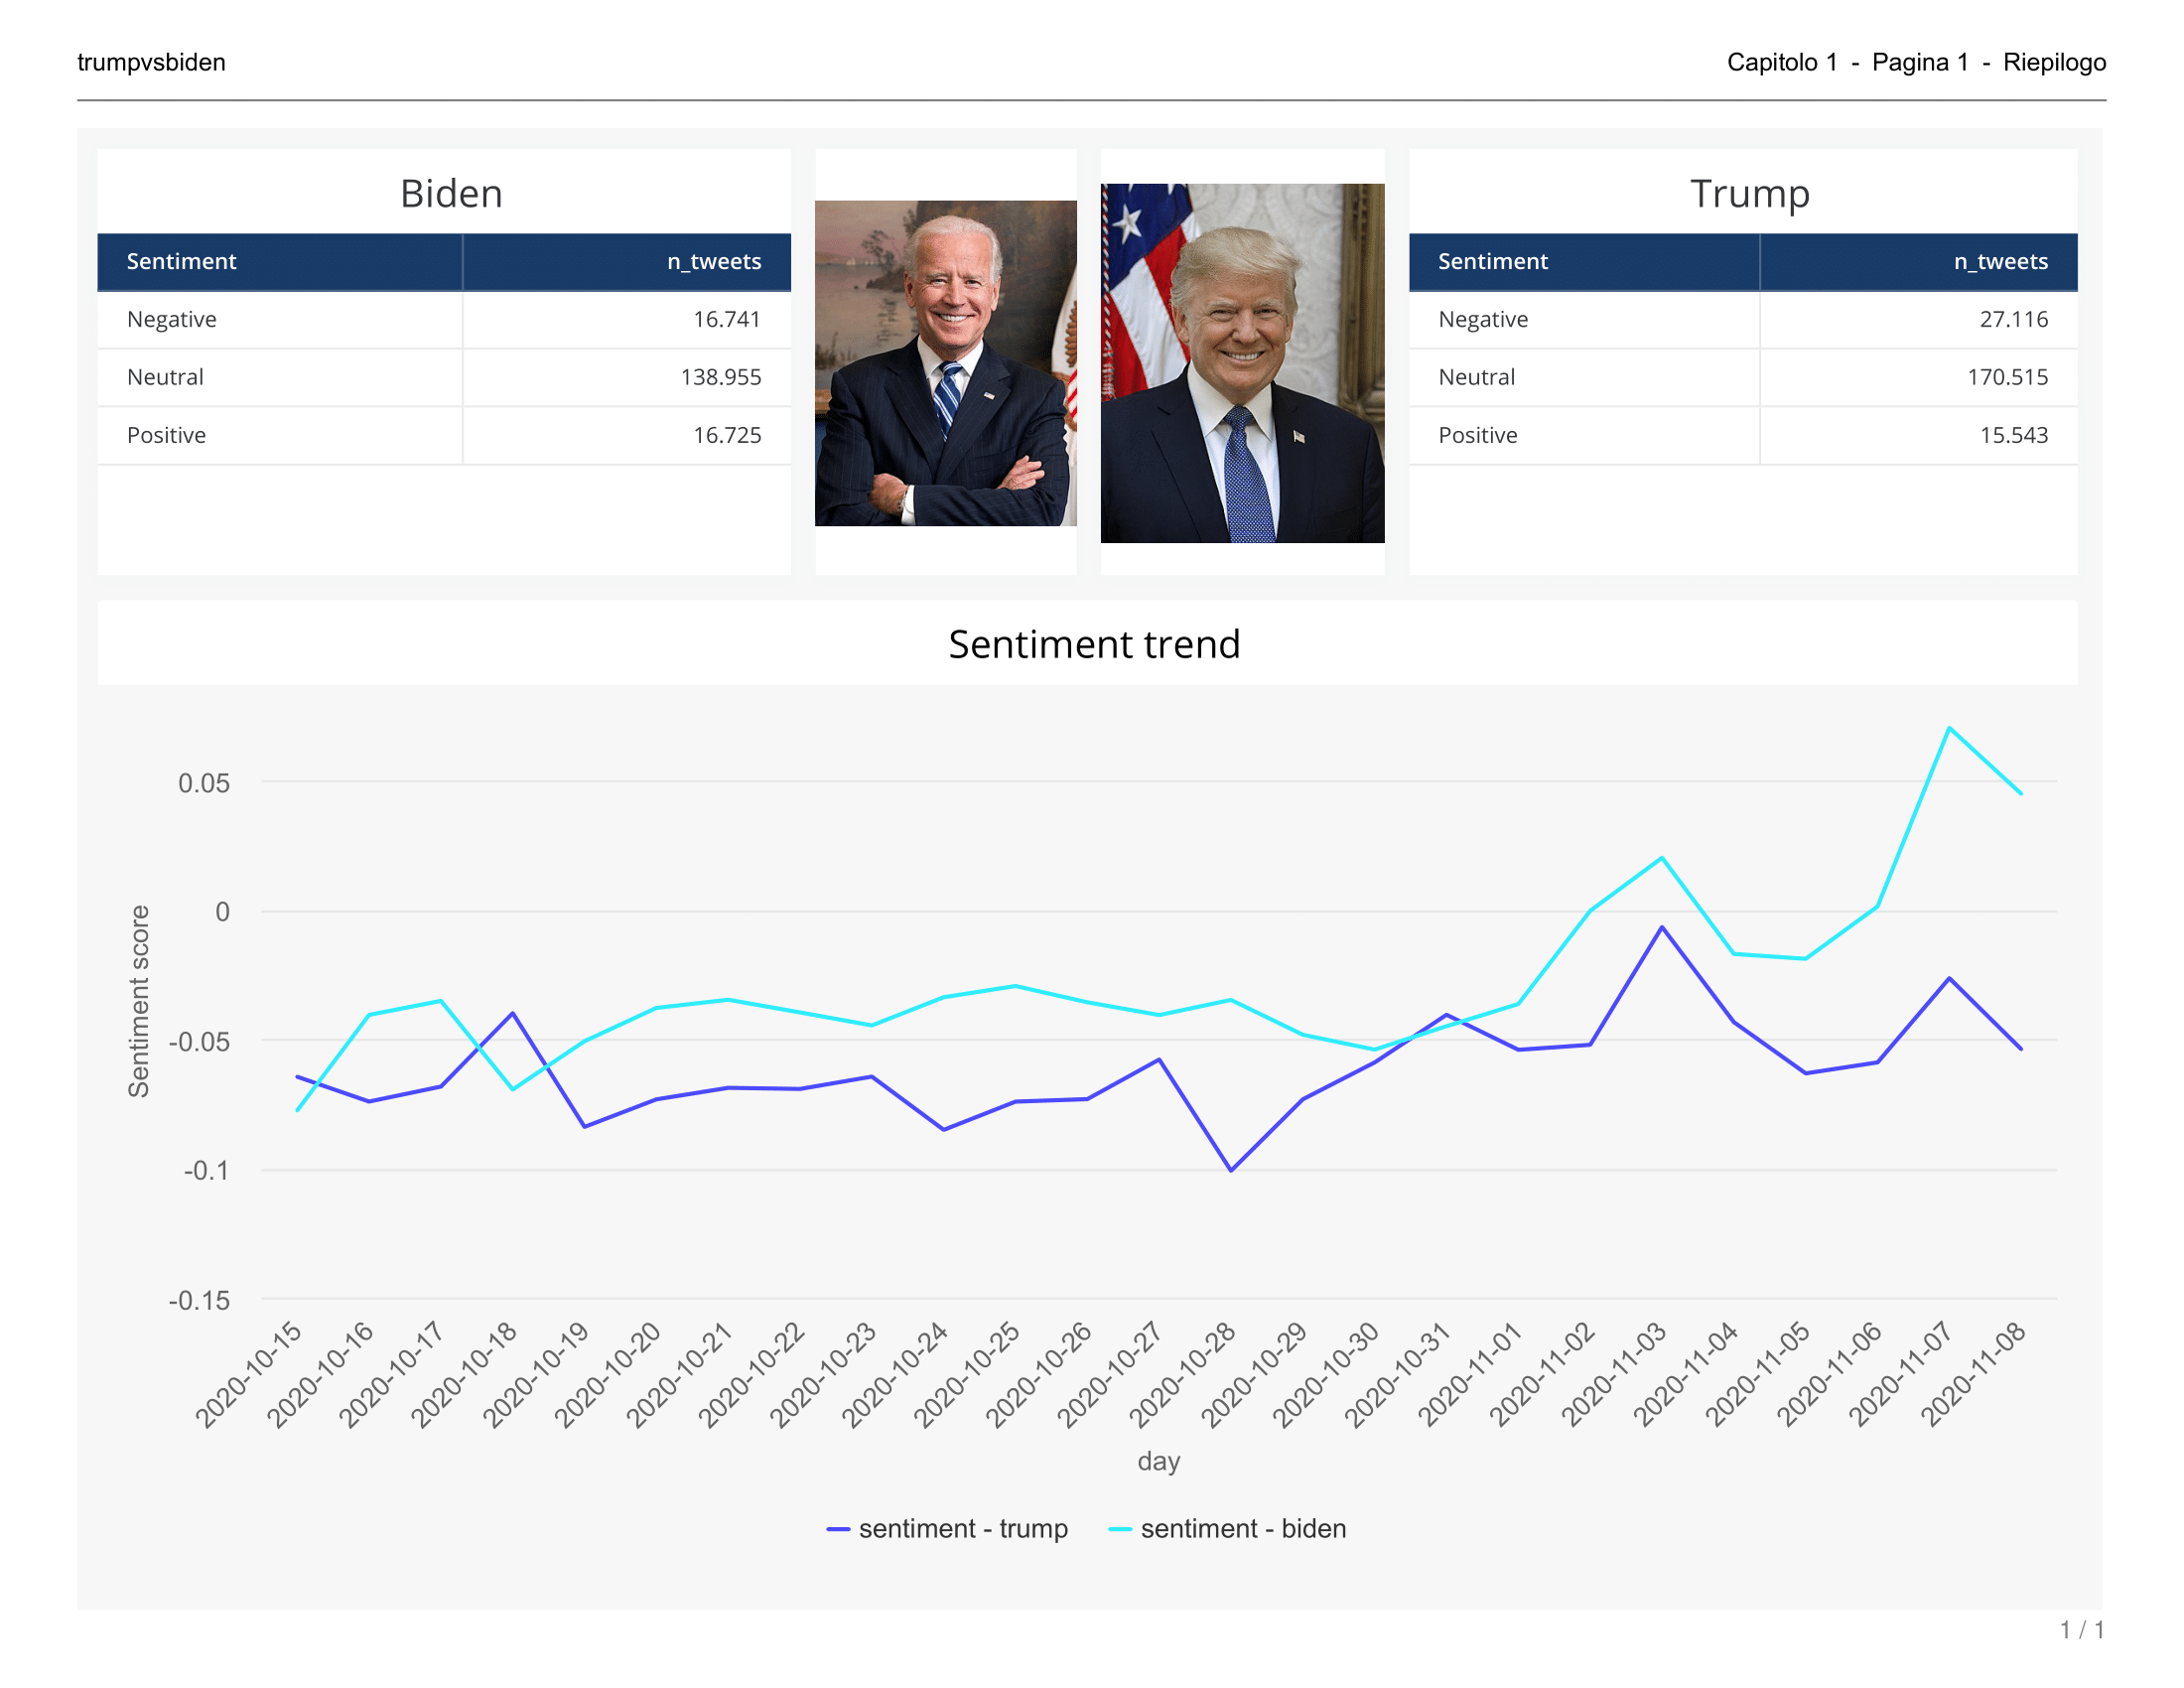 trumpvsbiden
Capitolo 1 - Pagina 1 - Riepilogo
Biden
Sentiment n_tweets
Negative 16.741
Neutral 138.955
Positive 16.725
Trump
Sentiment n_tweets
Negative 27.116
Neutral 170.515
Positive 15.543
Sentiment trend
Sentiment score
0.05
0
-0.05
-0.1
-0.15
2020-10-15
2020-10-16
2020-10-17
2020-10-18
2020-10-19
2020-10-20
2020-10-21
2020-10-22
2020-10-23
2020-10-24
2020-10-25
2020-10-26
2020-10-27
2020-10-28
2020-10-29
2020-10-30
2020-10-31
2020-11-01
2020-11-02
2020-11-03
2020-11-04
2020-11-05
2020-11-06
2020-11-07
2020-11-08
day
sentiment - trump sentiment - biden
1 / 1